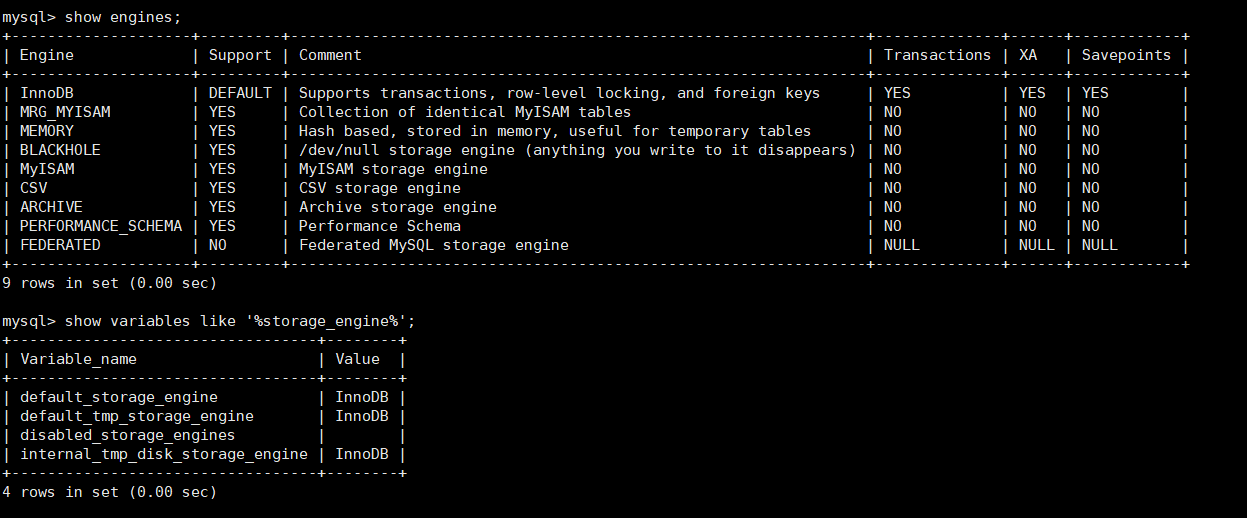 mysql> show engines;
+--------------------+---------+----------------------------------------------------------------+--------------+------+------------+
| Engine             | Support | Comment                                                        | Transactions | XA   | Savepoints |
+--------------------+---------+----------------------------------------------------------------+--------------+------+------------+
| InnoDB             | DEFAULT | Supports transactions, row-level locking, and foreign keys     | YES          | YES  | YES        |
| MRG_MYISAM         | YES     | Collection of identical MyISAM tables                          | NO           | NO   | NO         |
| MEMORY             | YES     | Hash based, stored in memory, useful for temporary tables      | NO           | NO   | NO         |
| BLACKHOLE          | YES     | /dev/null storage engine (anything you write to it disappears) | NO           | NO   | NO         |
| MyISAM             | YES     | MyISAM storage engine                                          | NO           | NO   | NO         |
| CSV                | YES     | CSV storage engine                                             | NO           | NO   | NO         |
| ARCHIVE            | YES     | Archive storage engine                                         | NO           | NO   | NO         |
| PERFORMANCE_SCHEMA | YES     | Performance Schema                                             | NO           | NO   | NO         |
| FEDERATED          | NO      | Federated MySQL storage engine                                 | NULL         | NULL | NULL       |
+--------------------+---------+----------------------------------------------------------------+--------------+------+------------+
9 rows in set (0.00 sec)

mysql> show variables like '%storage_engine%';
+----------------------------------+--------+
| Variable_name                    | Value  |
+----------------------------------+--------+
| default_storage_engine           | InnoDB |
| default_tmp_storage_engine       | InnoDB |
| disabled_storage_engines         |        |
| internal_tmp_disk_storage_engine | InnoDB |
+----------------------------------+--------+
4 rows in set (0.00 sec)